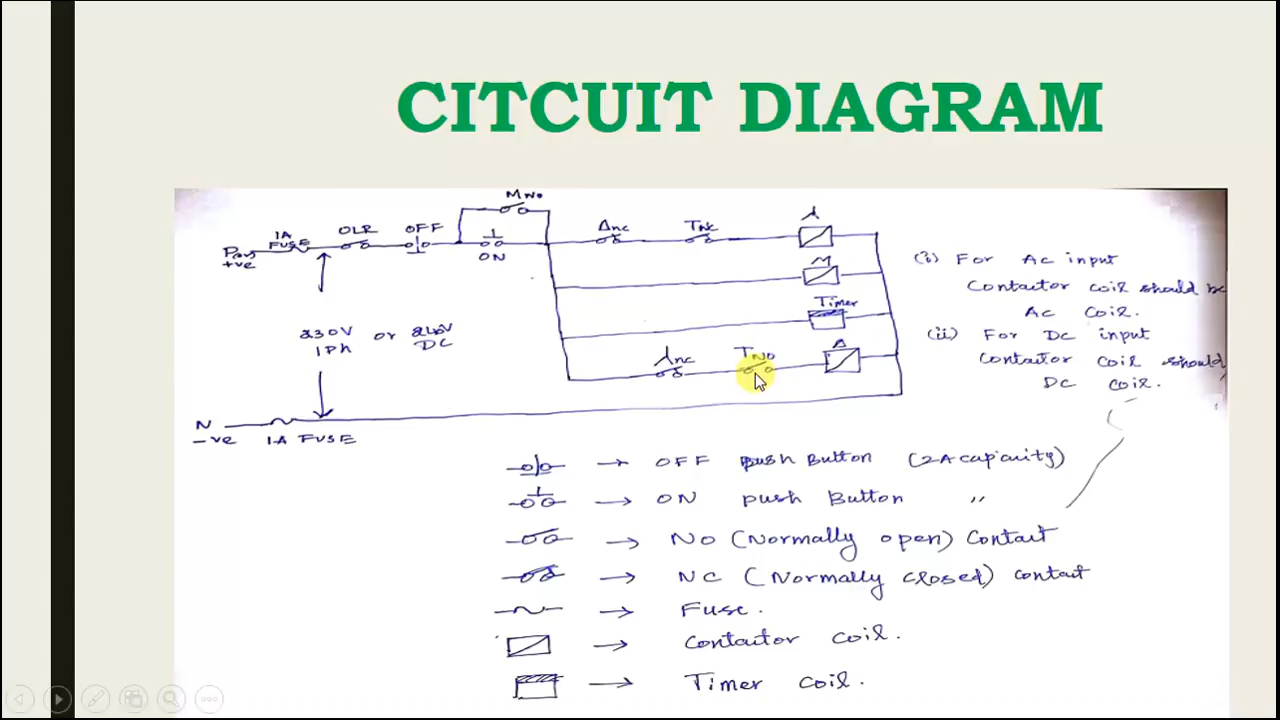 CITCUIT DIAGRAM
MNO
1A
FUSE
OLR
OFF
ΔNC
TNC
⅄
+ve
ON
M
Timer
230V
1Ph
or
24V
DC
⅄NC
TNO
Δ
N
-ve
1A FUSE
(i) For Ac input
Contactor coil should be
Ac Coil.
(ii) For Dc input
Contactor coil should
Dc coil.
→ OFF push Button (2A capacity)
→ ON push Button "
→ NO (Normally open) Contact
→ NC (Normally closed) contact
→ Fuse.
→ Contactor coil.
→ Timer coil.